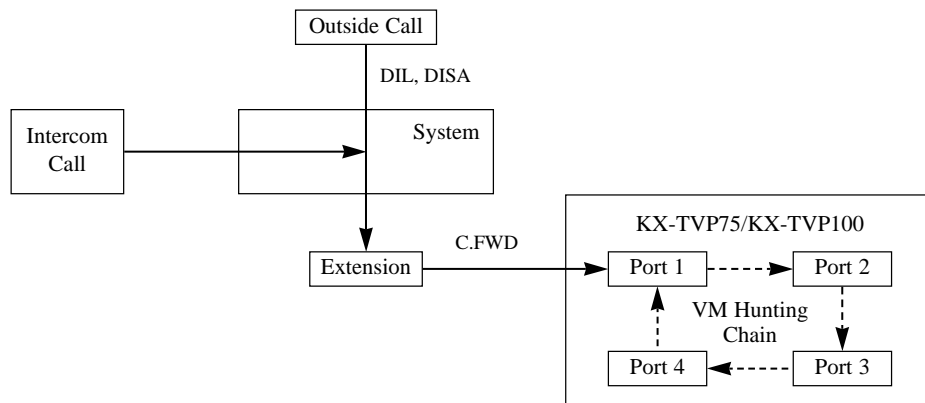 Outside Call
DIL, DISA
Intercom
Call
System
C.FWD
Extension
KX-TVP75/KX-TVP100
Port 1
Port 2
VM Hunting
Chain
Port 4
Port 3